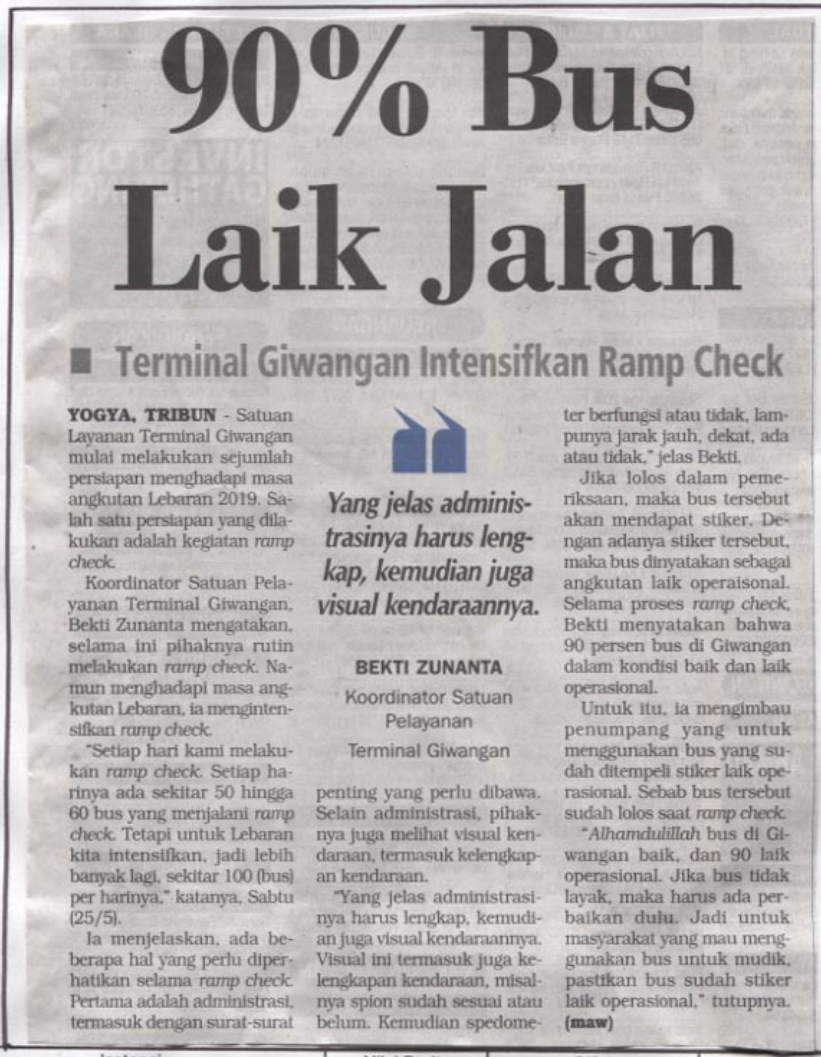 90% Bus
Laik Jalan
■ Terminal Giwangan Intensifkan Ramp Check
YOGYA, TRIBUN - Satuan
Layanan Terminal Giwangan
mulai melakukan sejumlah
persiapan menghadapi masa
angkutan Lebaran 2019. Sa-
lah satu persiapan yang dila-
kukan adalah kegiatan ramp
check.
Koordinator Satuan Pela-
yanan Terminal Giwangan,
Bekti Zunanta mengatakan,
selama ini pihaknya rutin
melakukan ramp check. Na-
mun menghadapi masa ang-
kutan Lebaran, ia menginten-
sifkan ramp check.
"Setiap hari kami melaku-
kan ramp check. Setiap ha-
rinya ada sekitar 50 hingga
60 bus yang menjalani ramp
check. Tetapi untuk Lebaran
kita intensifkan, jadi lebih
banyak lagi, sekitar 100 (bus)
per harinya," katanya, Sabtu
(25/5).
Ia menjelaskan, ada be-
berapa hal yang perlu diper-
hatikan selama ramp check.
Pertama adalah administrasi,
termasuk dengan surat-surat
Yang jelas adminis-
trasinya harus leng-
kap, kemudian juga
visual kendaraannya.
BEKTI ZUNANTA
Koordinator Satuan
Pelayanan
Terminal Giwangan
penting yang perlu dibawa.
Selain administrasi, pihak-
nya juga melihat visual ken-
daraan, termasuk kelengkap-
an kendaraan.
"Yang jelas administrasi-
nya harus lengkap, kemudi-
an juga visual kendaraannya.
Visual ini termasuk juga ke-
lengkapan kendaraan, misal-
nya spion sudah sesuai atau
belum. Kemudian spedome-
ter berfungsi atau tidak, lam-
punya jarak jauh, dekat, ada
atau tidak," jelas Bekti.
Jika lolos dalam peme-
riksaan, maka bus tersebut
akan mendapat stiker. De-
ngan adanya stiker tersebut,
maka bus dinyatakan sebagai
angkutan laik operaisonal.
Selama proses ramp check,
Bekti menyatakan bahwa
90 persen bus di Giwangan
dalam kondisi baik dan laik
operasional.
Untuk itu, ia mengimbau
penumpang yang untuk
menggunakan bus yang su-
dah ditempeli stiker laik ope-
rasional. Sebab bus tersebut
sudah lolos saat ramp check.
"Alhamdulillah bus di Gi-
wangan baik, dan 90 laik
operasional. Jika bus tidak
layak, maka harus ada per-
baikan dulu. Jadi untuk
masyarakat yang mau meng-
gunakan bus untuk mudik,
pastikan bus sudah stiker
laik operasional," tutupnya.
(maw)